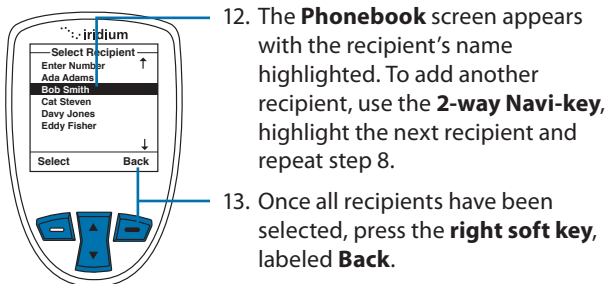 iridium
Select Recipient
Enter Number ↑
Ada Adams
Bob Smith
Cat Steven
Davy Jones
Eddy Fisher
↓
Select Back
12. The Phonebook screen appears
with the recipient’s name
highlighted. To add another
recipient, use the 2-way Navi-key,
highlight the next recipient and
repeat step 8.
13. Once all recipients have been
selected, press the right soft key,
labeled Back.